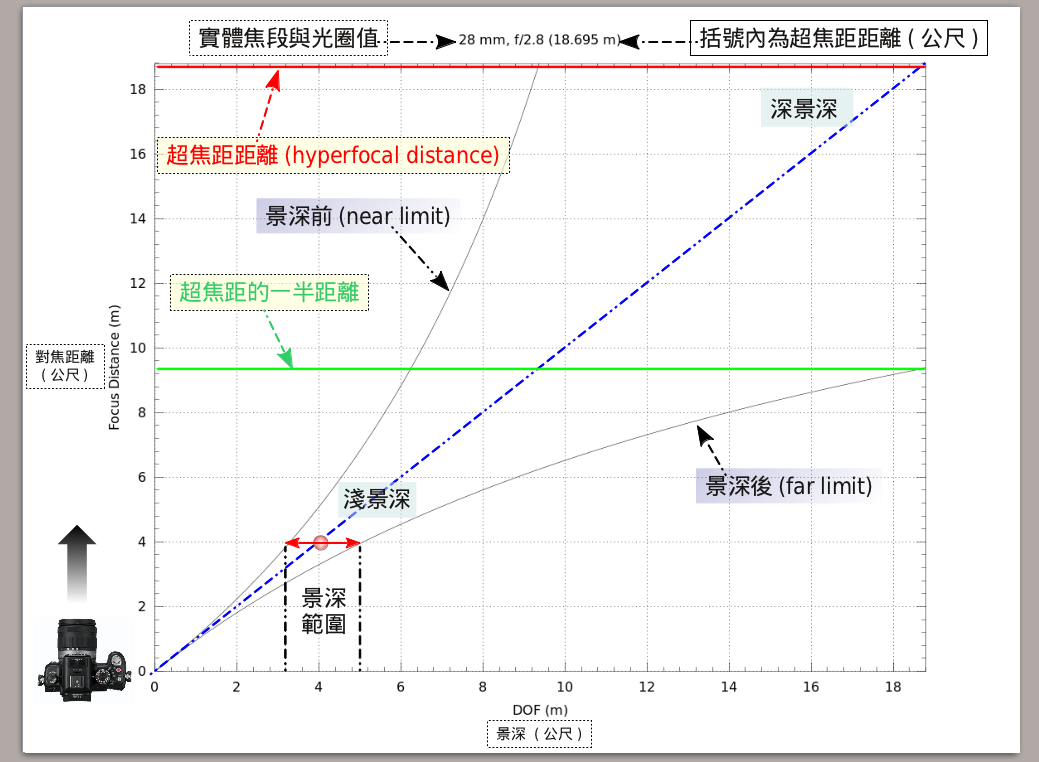 實體焦段與光圈值
28 mm, f/2.8 (18.695 m)
括號內為超焦距距離 ( 公尺 )
深景深
超焦距距離 (hyperfocal distance)
景深前 (near limit)
超焦距的一半距離
對焦距離
( 公尺 )
Focus Distance (m)
淺景深
景深後 (far limit)
景深
範圍
18
16
14
12
10
8
6
4
2
0
0 2 4 6 8 10 12 14 16 18
DOF (m)
景深 ( 公尺 )